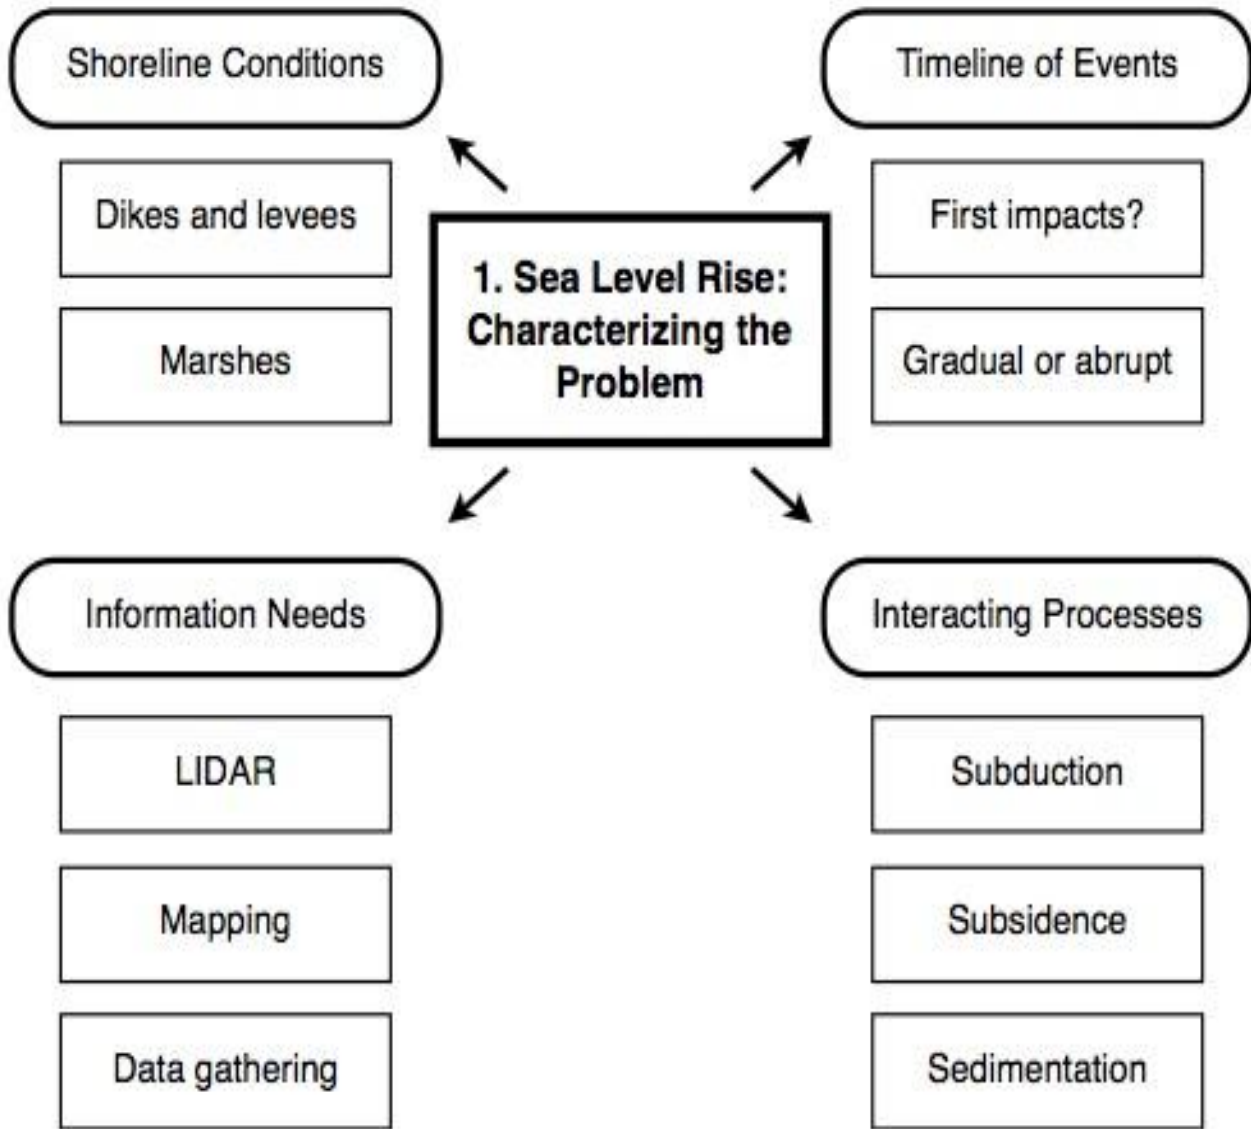 Shoreline Conditions
Dikes and levees
Marshes
Timeline of Events
First impacts?
Gradual or abrupt
1. Sea Level Rise:
Characterizing the
Problem
Information Needs
LIDAR
Mapping
Data gathering
Interacting Processes
Subduction
Subsidence
Sedimentation